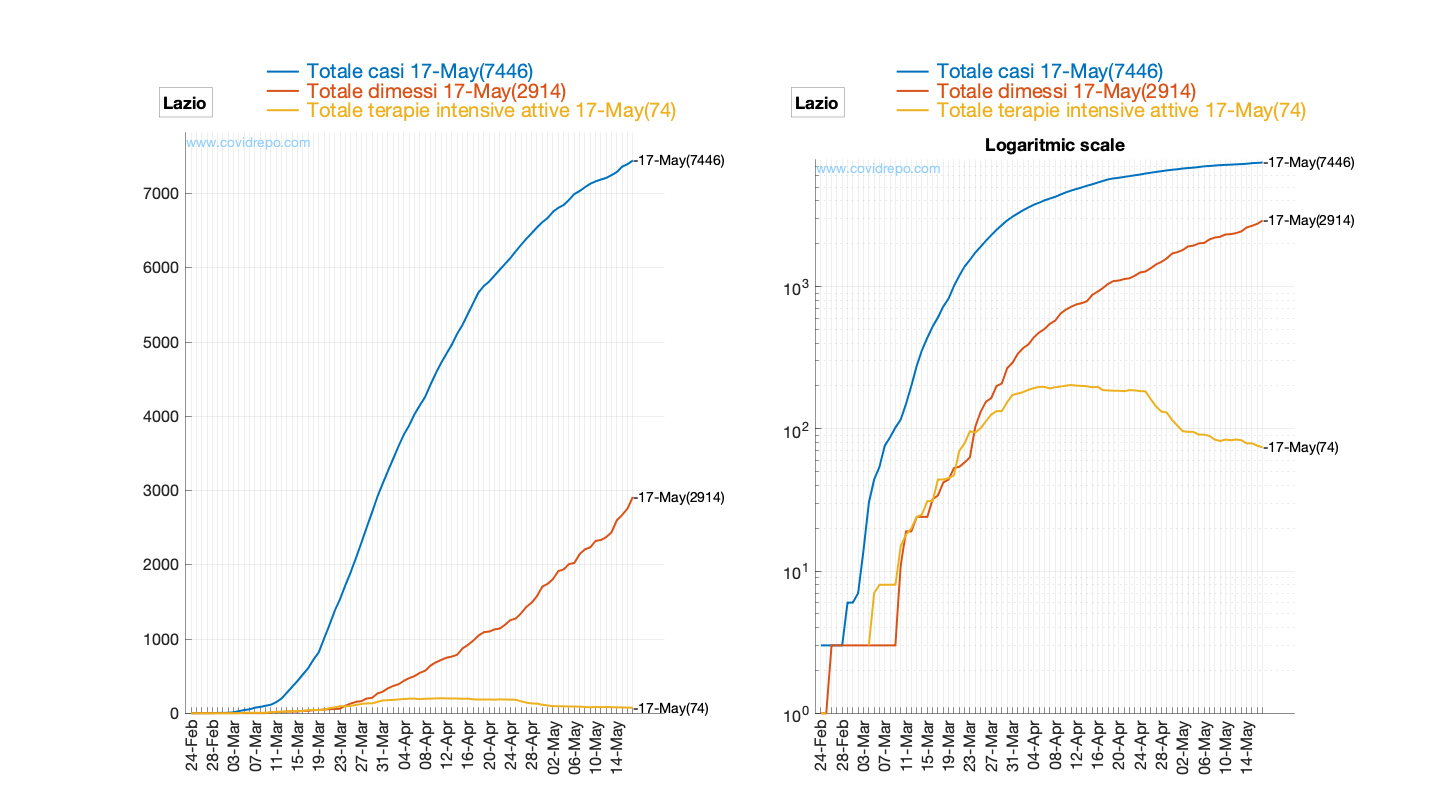 Totale casi 17-May(7446)
Totale dimessi 17-May(2914)
Totale terapie intensive attive 17-May(74)
Lazio
www.covidrepo.com
7000
6000
5000
4000
3000
2000
1000
0
-17-May(7446)
-17-May(2914)
-17-May(74)
24-Feb
28-Feb
03-Mar
07-Mar
11-Mar
15-Mar
19-Mar
23-Mar
27-Mar
31-Mar
04-Apr
08-Apr
12-Apr
16-Apr
20-Apr
24-Apr
28-Apr
02-May
06-May
10-May
14-May
Totale casi 17-May(7446)
Totale dimessi 17-May(2914)
Totale terapie intensive attive 17-May(74)
Lazio
Logaritmic scale
www.covidrepo.com
10³
10²
10¹
10⁰
-17-May(7446)
-17-May(2914)
-17-May(74)
24-Feb
28-Feb
03-Mar
07-Mar
11-Mar
15-Mar
19-Mar
23-Mar
27-Mar
31-Mar
04-Apr
08-Apr
12-Apr
16-Apr
20-Apr
24-Apr
28-Apr
02-May
06-May
10-May
14-May